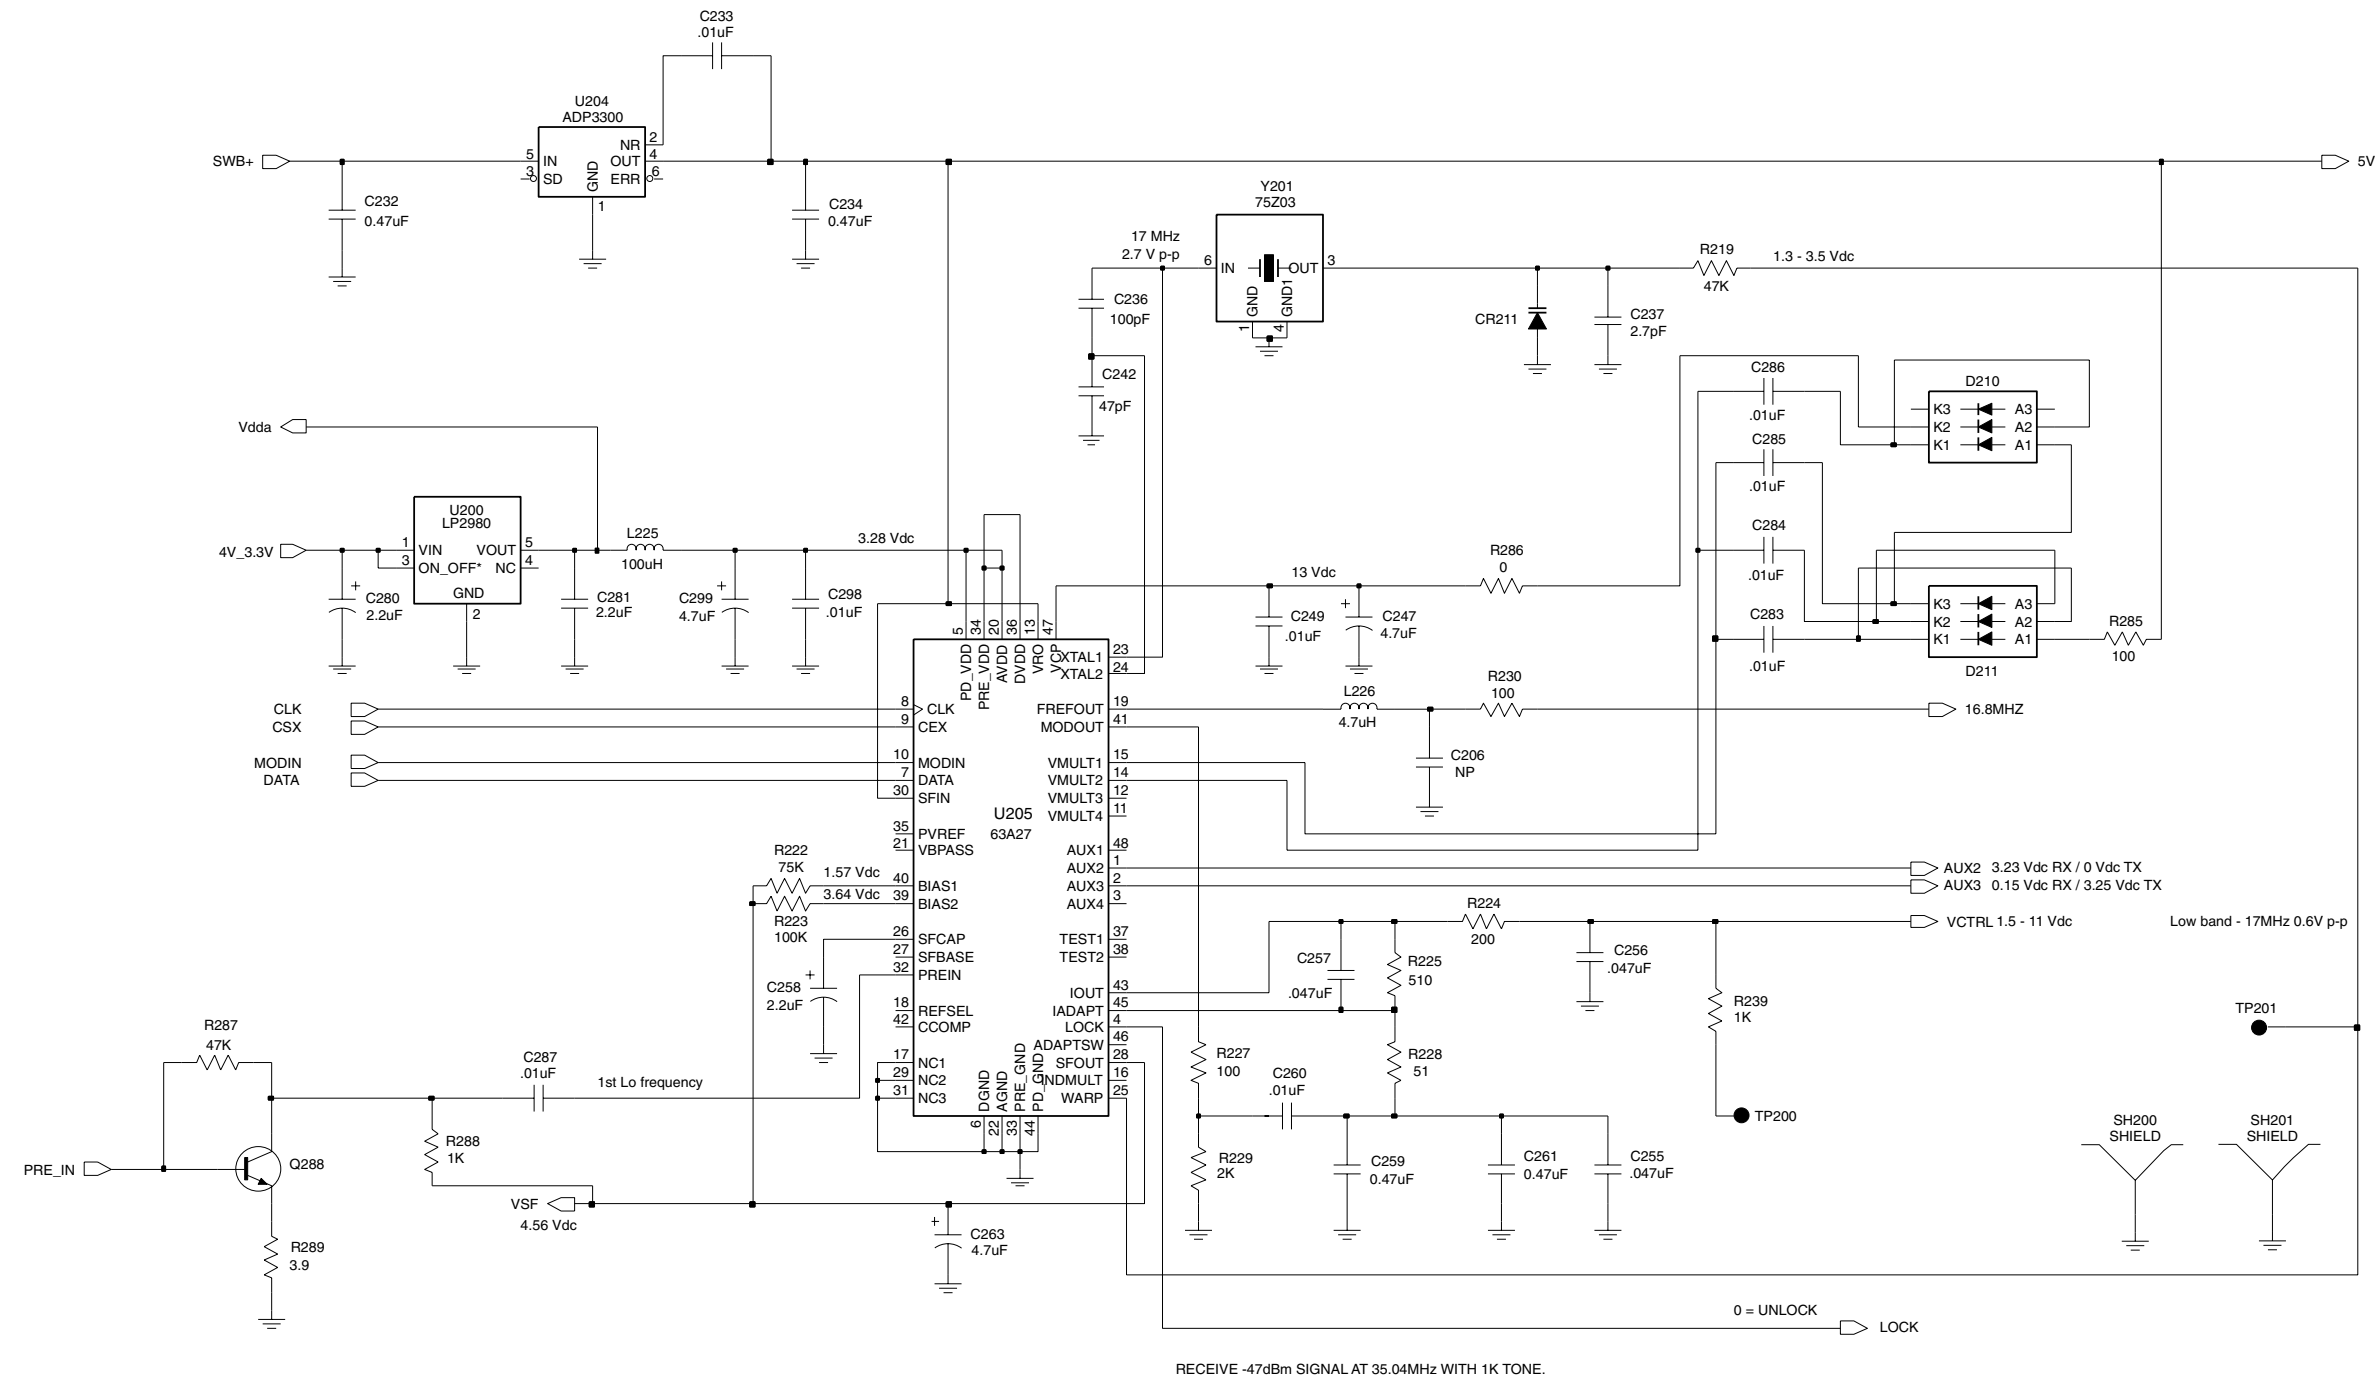 C233
.01uF
U204
ADP3300
NR
2
SWB+
5
IN
OUT
4
5V
3
SD
ERR
6
GND
1
C232
0.47uF
C234
0.47uF
Y201
75Z03
17 MHz
2.7 V p-p
6
IN
OUT
3
GND
GND1
1
4
R219
47K
1.3 - 3.5 Vdc
C236
100pF
CR211
C237
2.7pF
C242
47pF
C286
.01uF
D210
K3
A3
K2
A2
K1
A1
C285
.01uF
Vdda
U200
LP2980
4V_3.3V
1
VIN
VOUT
5
3
ON_OFF*
NC
4
GND
2
L225
100uH
3.28 Vdc
C280
2.2uF
+
C281
2.2uF
C299
4.7uF
+
C298
.01uF
13 Vdc
R286
0
C249
.01uF
C247
4.7uF
+
C284
.01uF
C283
.01uF
K3
A3
K2
A2
K1
A1
D211
R285
100
5
34
20
36
13
47
PD_VDD
PRE_VDD
AVDD
DVDD
VRO
VCP
XTAL1
23
XTAL2
24
CLK
8
CLK
CSX
9
CEX
MODIN
10
MODIN
DATA
7
DATA
30
SFIN
FREFOUT
19
MODOUT
41
L226
4.7uH
R230
100
16.8MHZ
C206
NP
VMULT1
15
VMULT2
14
VMULT3
12
VMULT4
11
U205
63A27
35
PVREF
21
VBPASS
R222
75K
1.57 Vdc
40
BIAS1
3.64 Vdc
39
BIAS2
R223
100K
AUX1
48
AUX2
1
AUX2
3.23 Vdc RX / 0 Vdc TX
AUX3
2
AUX3
0.15 Vdc RX / 3.25 Vdc TX
AUX4
3
R224
200
VCTRL
1.5 - 11 Vdc
Low band - 17MHz 0.6V p-p
26
SFCAP
27
SFBASE
32
PREIN
TEST1
37
TEST2
38
C258
2.2uF
+
C257
.047uF
R225
510
C256
.047uF
R239
1K
18
REFSEL
42
CCOMP
IOUT
43
IADAPT
45
LOCK
4
ADAPTSW
46
SFOUT
28
INDMULT
16
WARP
25
17
NC1
29
NC2
31
NC3
DGND
AGND
PRE_GND
PD_GND
6
22
33
44
R227
100
R228
51
C260
.01uF
TP200
TP201
R287
47K
C287
.01uF
1st Lo frequency
PRE_IN
Q288
R288
1K
VSF
4.56 Vdc
R289
3.9
+
C263
4.7uF
R229
2K
C259
0.47uF
C261
0.47uF
C255
.047uF
SH200
SHIELD
SH201
SHIELD
0 = UNLOCK
LOCK
RECEIVE -47dBm SIGNAL AT 35.04MHz WITH 1K TONE.